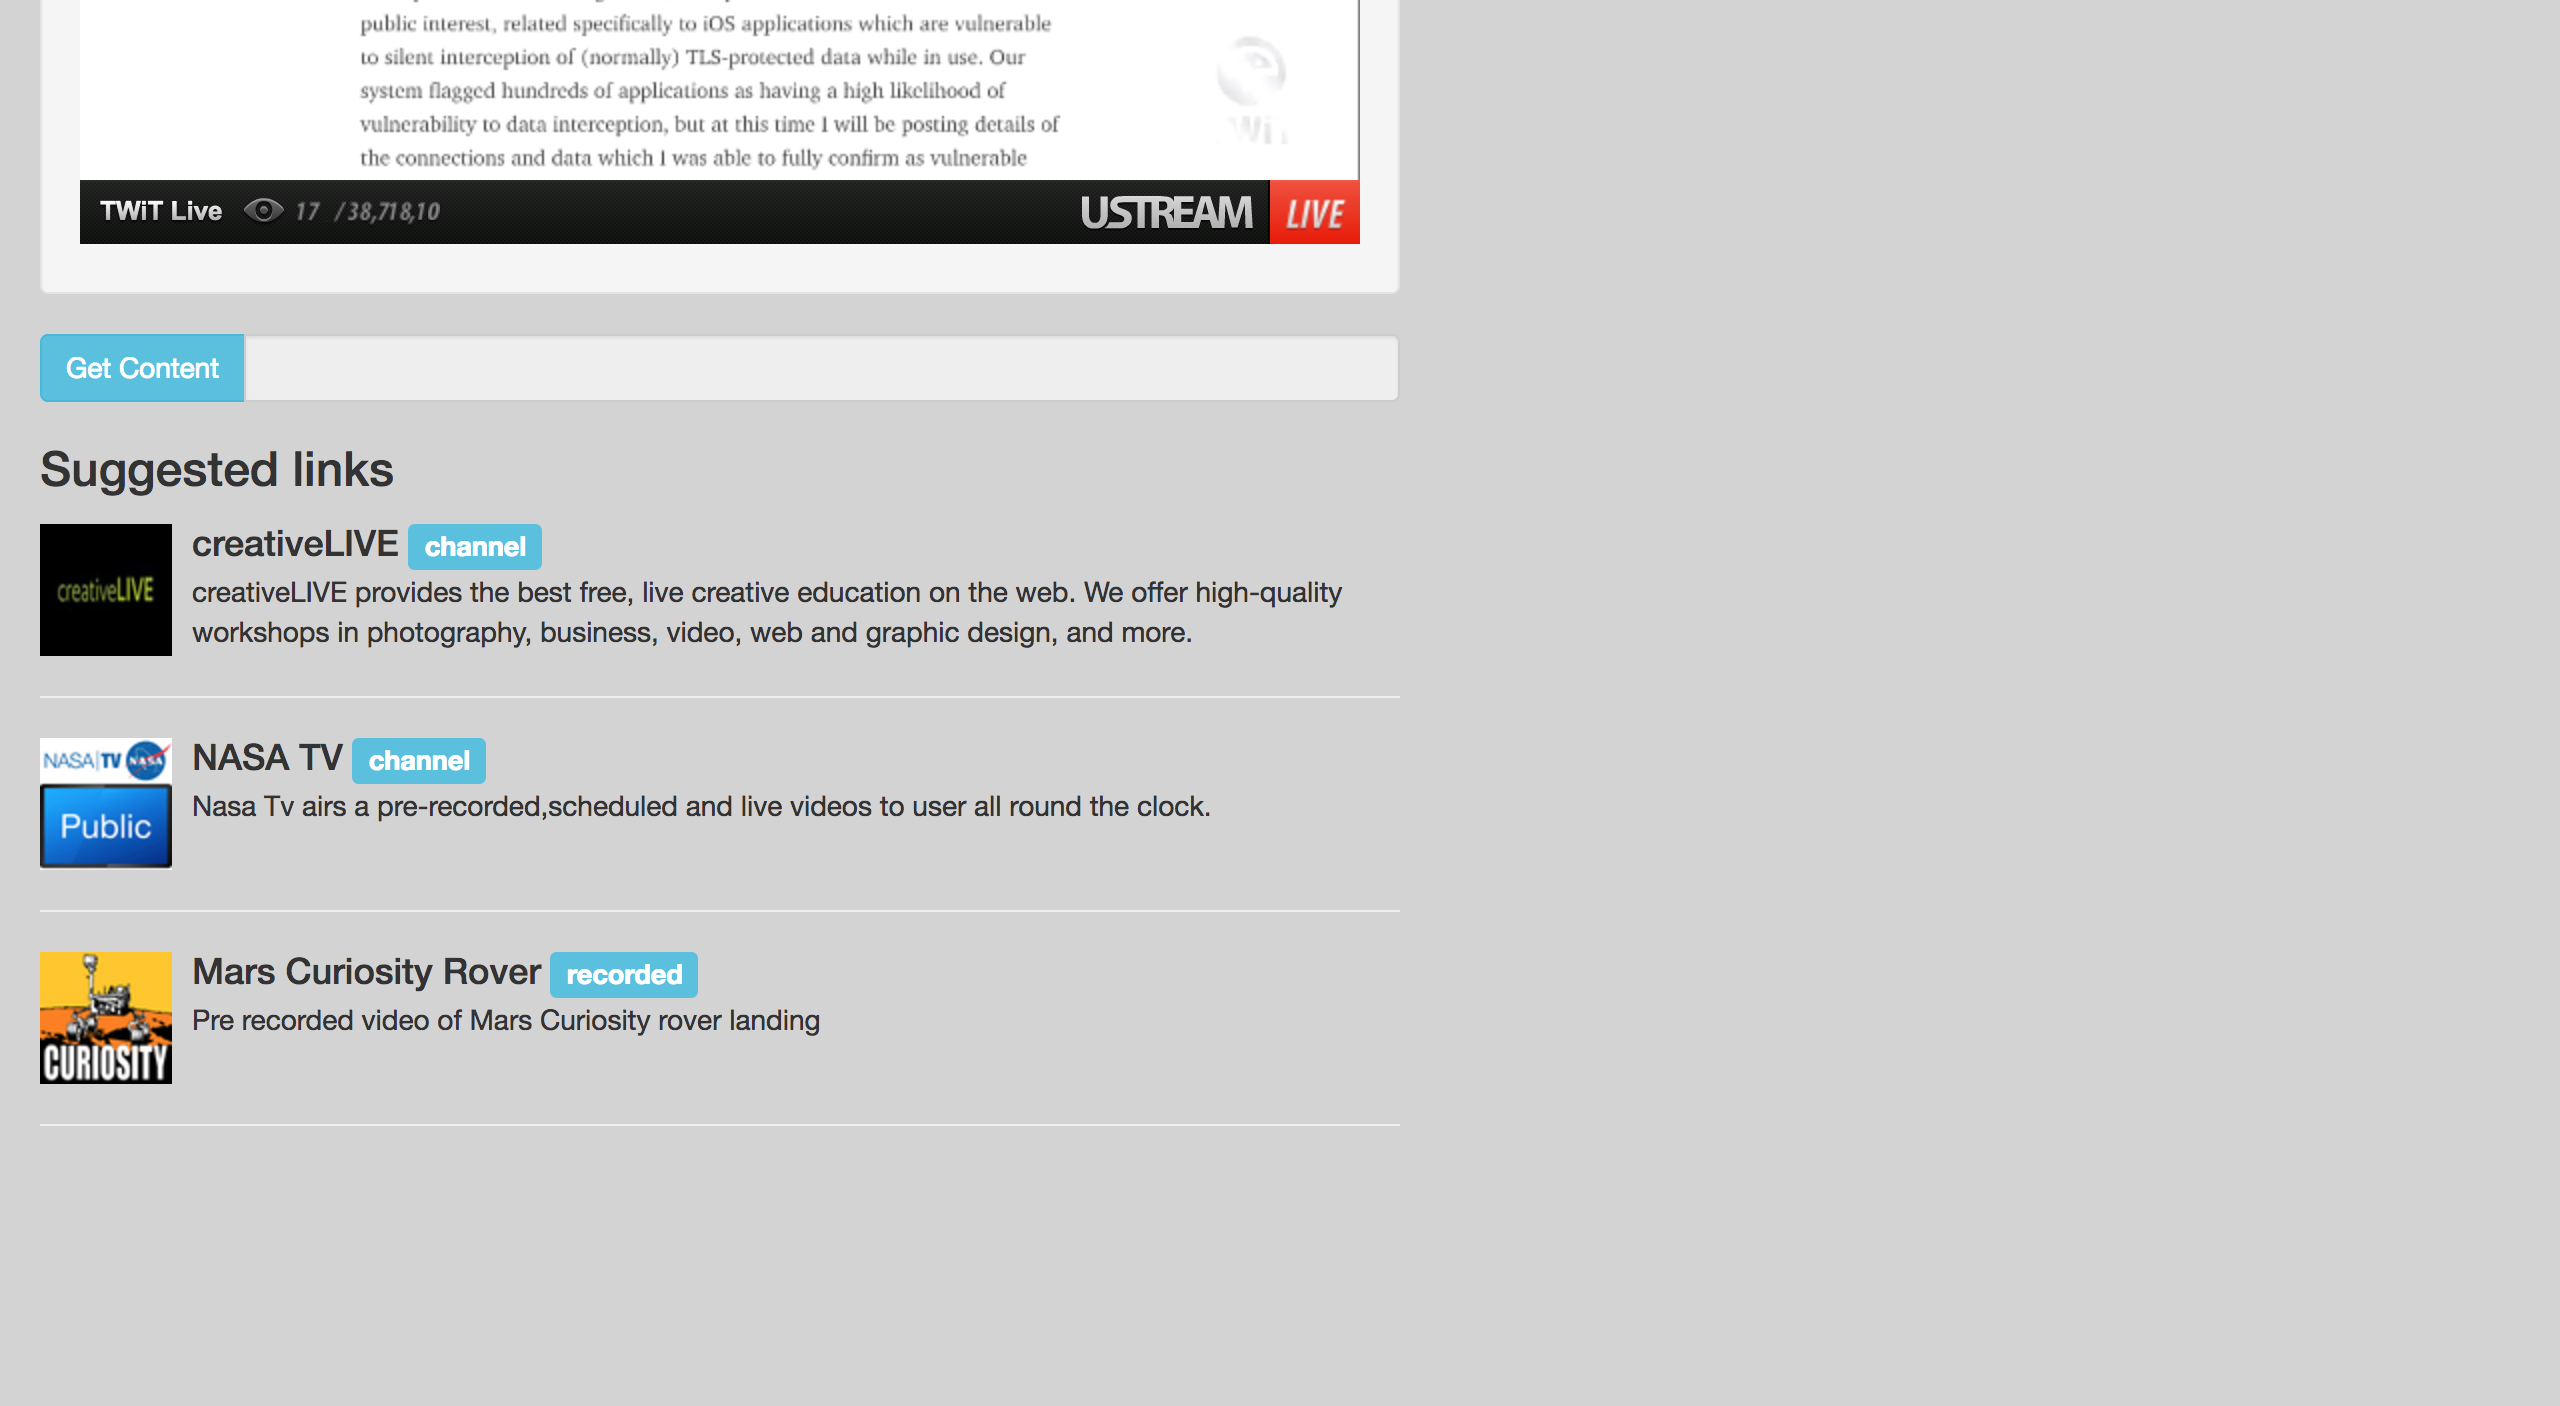 public interest, related specifically to iOS applications which are vulnerable
to silent interception of (normally) TLS-protected data while in use. Our
system flagged hundreds of applications as having a high likelihood of
vulnerability to data interception, but at this time I will be posting details of
the connections and data which I was able to fully confirm as vulnerable
TWiT Live 17 / 38,718,10 USTREAM LIVE
Get Content
Suggested links
creativeLIVE channel
creativeLIVE
creativeLIVE provides the best free, live creative education on the web. We offer high-quality
workshops in photography, business, video, web and graphic design, and more.
NASA TV NASA
Public
NASA TV channel
Nasa Tv airs a pre-recorded,scheduled and live videos to user all round the clock.
Mars Curiosity Rover recorded
Pre recorded video of Mars Curiosity rover landing
CURIOSITY